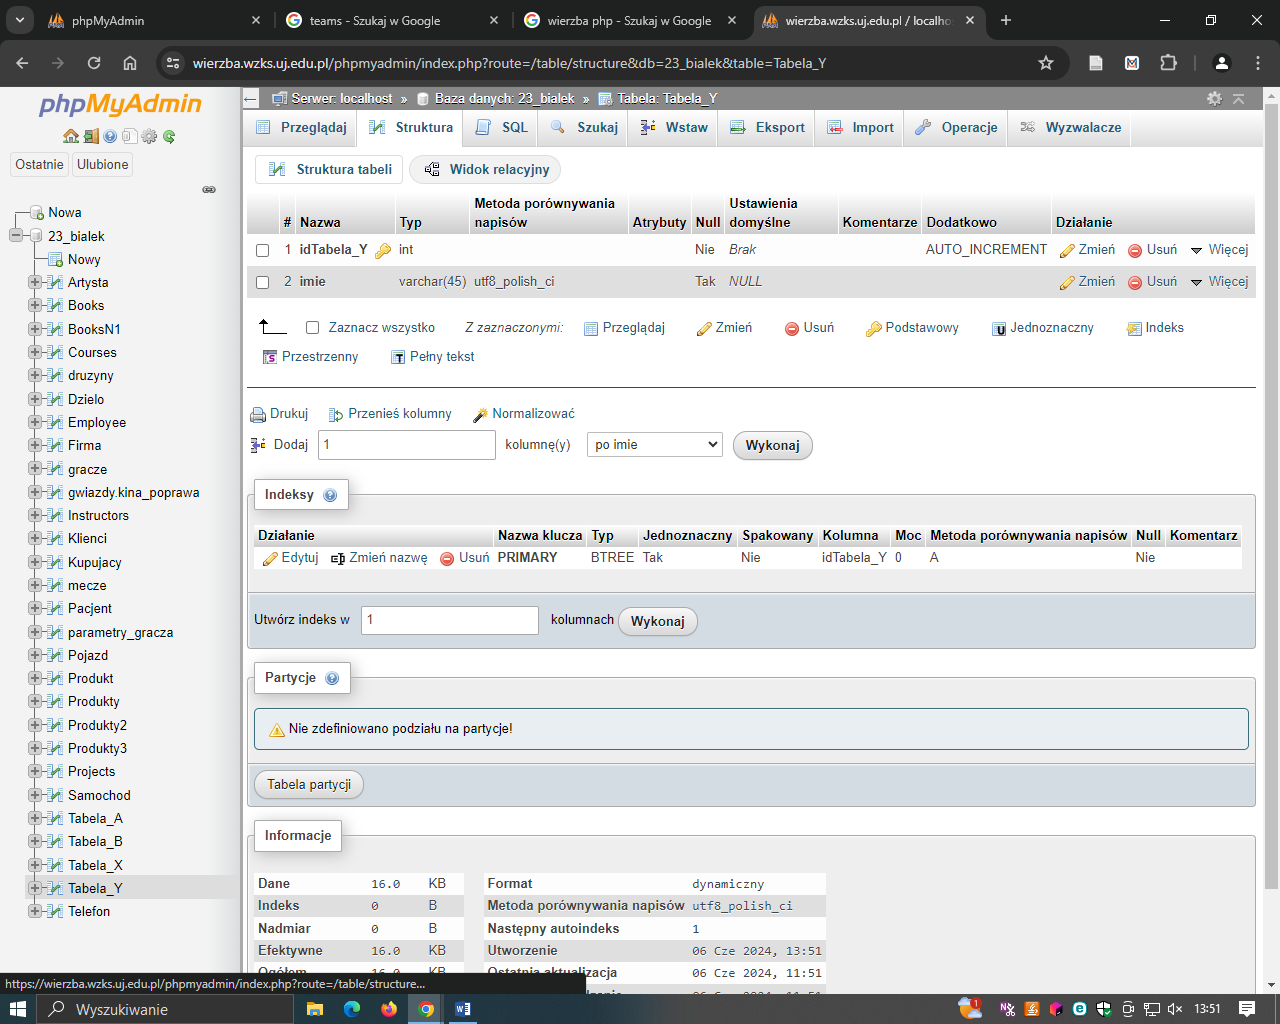 phpMyAdmin
teams - Szukaj w Google
wierzba php - Szukaj w Google
wierzba.wzks.uj.edu.pl / localhos
wierzba.wzks.uj.edu.pl/phpmyadmin/index.php?route=/table/structure&db=23_bialek&table=Tabela_Y
phpMyAdmin
Ostatnie Ulubione
Nowa
23_bialek
Nowy
Artysta
Books
BooksN1
Courses
druzyny
Dzielo
Employee
Firma
gracze
gwiazdy.kina_poprawa
Instructors
Klienci
Kupujacy
mecze
Pacjent
parametry_gracza
Pojazd
Produkt
Produkty
Produkty2
Produkty3
Projects
Samochod
Tabela_A
Tabela_B
Tabela_X
Tabela_Y
Telefon
Serwer: localhost » Baza danych: 23_bialek » Tabela: Tabela_Y
Przeglądaj Struktura SQL Szukaj Wstaw Eksport Import Operacje Wyzwalacze
Struktura tabeli Widok relacyjny
# Nazwa Typ Metoda porównywania napisów Atrybuty Null Ustawienia domyślne Komentarze Dodatkowo Działanie
1 idTabela_Y int Nie Brak AUTO_INCREMENT Zmień Usuń Więcej
2 imie varchar(45) utf8_polish_ci Tak NULL Zmień Usuń Więcej
Zaznacz wszystko Z zaznaczonymi: Przeglądaj Zmień Usuń Podstawowy Jednoznaczny Indeks
Przestrzenny Pełny tekst
Drukuj Przenieś kolumny Normalizować
Dodaj 1 kolumnę(y) po imie Wykonaj
Indeksy
Działanie Nazwa klucza Typ Jednoznaczny Spakowany Kolumna Moc Metoda porównywania napisów Null Komentarz
Edytuj Zmień nazwę Usuń PRIMARY BTREE Tak Nie idTabela_Y 0 A Nie
Utwórz indeks w 1 kolumnach Wykonaj
Partycje
Nie zdefiniowano podziału na partycje!
Tabela partycji
Informacje
Dane 16.0 KB
Indeks 0 B
Nadmiar 0 B
Efektywne 16.0 KB
Ogółem 16.0 KB
Format dynamiczny
Metoda porównywania napisów utf8_polish_ci
Następny autoindeks 1
Utworzenie 06 Cze 2024, 13:51
Ostatnia aktualizacja 06 Cze 2024, 11:51
https://wierzba.wzks.uj.edu.pl/phpmyadmin/index.php?route=/table/structure...
Wyszukiwanie
1
13:51